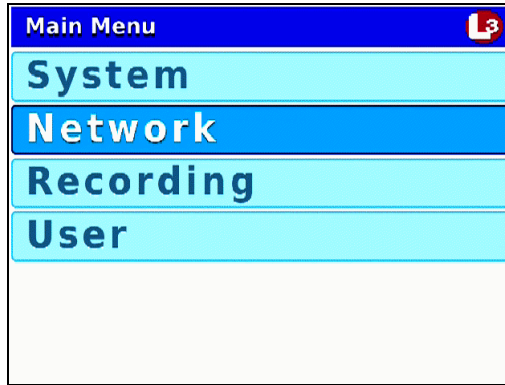 Main Menu
L3
System
Network
Recording
User